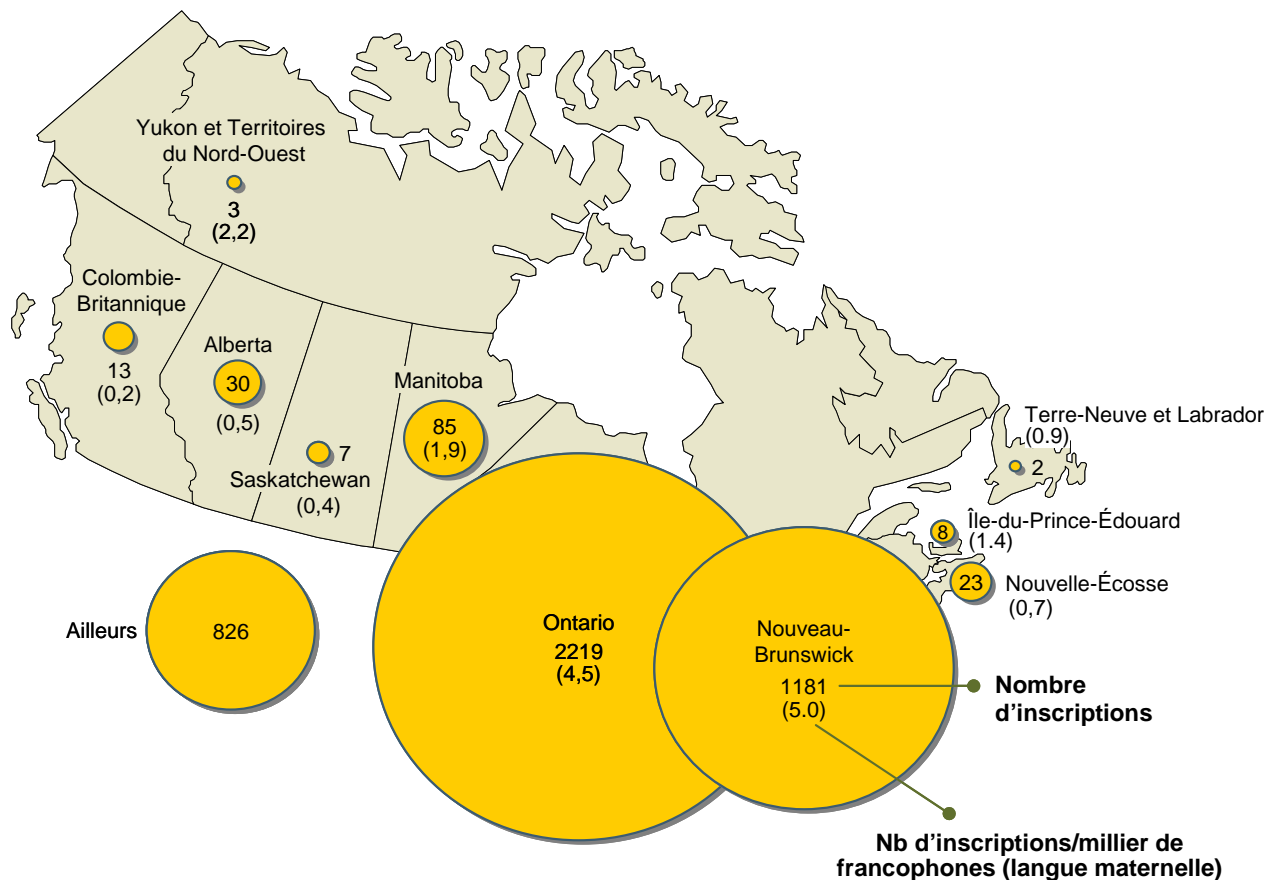 Yukon et Territoires
du Nord-Ouest
3
(2,2)
Colombie-
Britannique
13
(0,2)
Alberta
30
(0,5)
7
Saskatchewan
(0,4)
Manitoba
85
(1,9)
Terre-Neuve et Labrador
(0.9)
2
8
Île-du-Prince-Édouard
(1.4)
23
Nouvelle-Écosse
(0,7)
Ailleurs
826
Ontario
2219
(4,5)
Nouveau-
Brunswick
1181
(5.0)
Nombre
d’inscriptions
Nb d’inscriptions/millier de
francophones (langue maternelle)